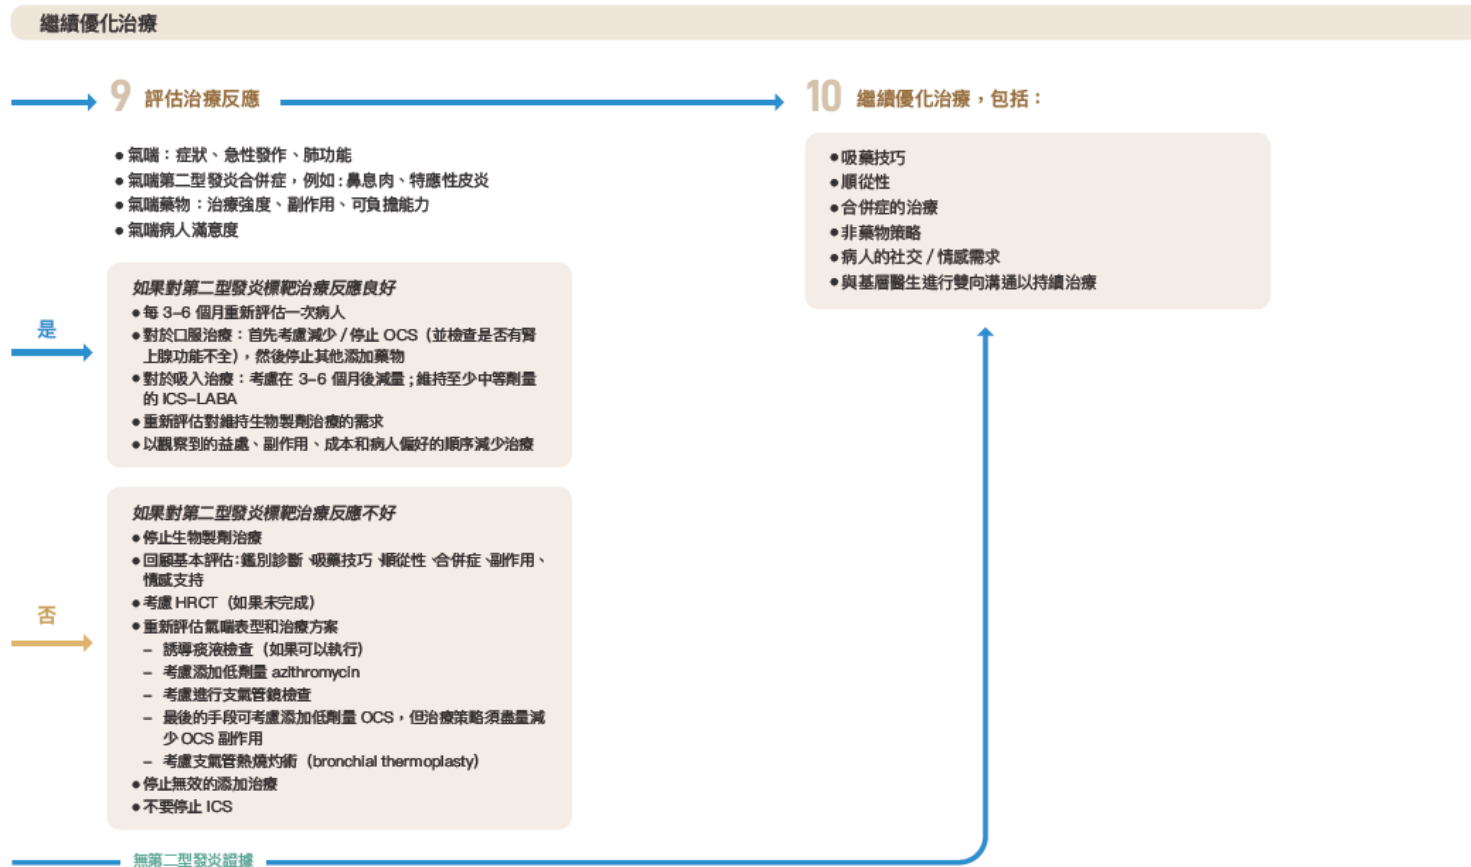 繼續優化治療
9 評估治療反應
● 氣喘：症狀、急性發作、肺功能
● 氣喘第二型發炎合併症，例如：鼻息肉、特應性皮炎
● 氣喘藥物：治療強度、副作用、可負擔能力
● 氣喘病人滿意度
是
如果對第二型發炎標靶治療反應良好
● 每 3–6 個月重新評估一次病人
● 對於口服治療：首先考慮減少 / 停止 OCS（並檢查是否有腎
上腺功能不全），然後停止其他添加藥物
● 對於吸入治療：考慮在 3–6 個月後減量；維持至少中等劑量
的 ICS–LABA
● 重新評估對維持生物製劑治療的需求
● 以觀察到的益處、副作用、成本和病人偏好的順序減少治療
否
如果對第二型發炎標靶治療反應不好
● 停止生物製劑治療
● 回顧基本評估：鑑別診斷、吸藥技巧、順從性、合併症、副作用、
情感支持
● 考慮 HRCT（如果未完成）
● 重新評估氣喘表型和治療方案
– 誘導痰液檢查（如果可以執行）
– 考慮添加低劑量 azithromycin
– 考慮進行支氣管鏡檢查
– 最後的手段可考慮添加低劑量 OCS，但治療策略須盡量減
少 OCS 副作用
– 考慮支氣管熱燒灼術（bronchial thermoplasty）
● 停止無效的添加治療
● 不要停止 ICS
無第二型發炎證據
10 繼續優化治療，包括：
● 吸藥技巧
● 順從性
● 合併症的治療
● 非藥物策略
● 病人的社交 / 情感需求
● 與基層醫生進行雙向溝通以持續治療